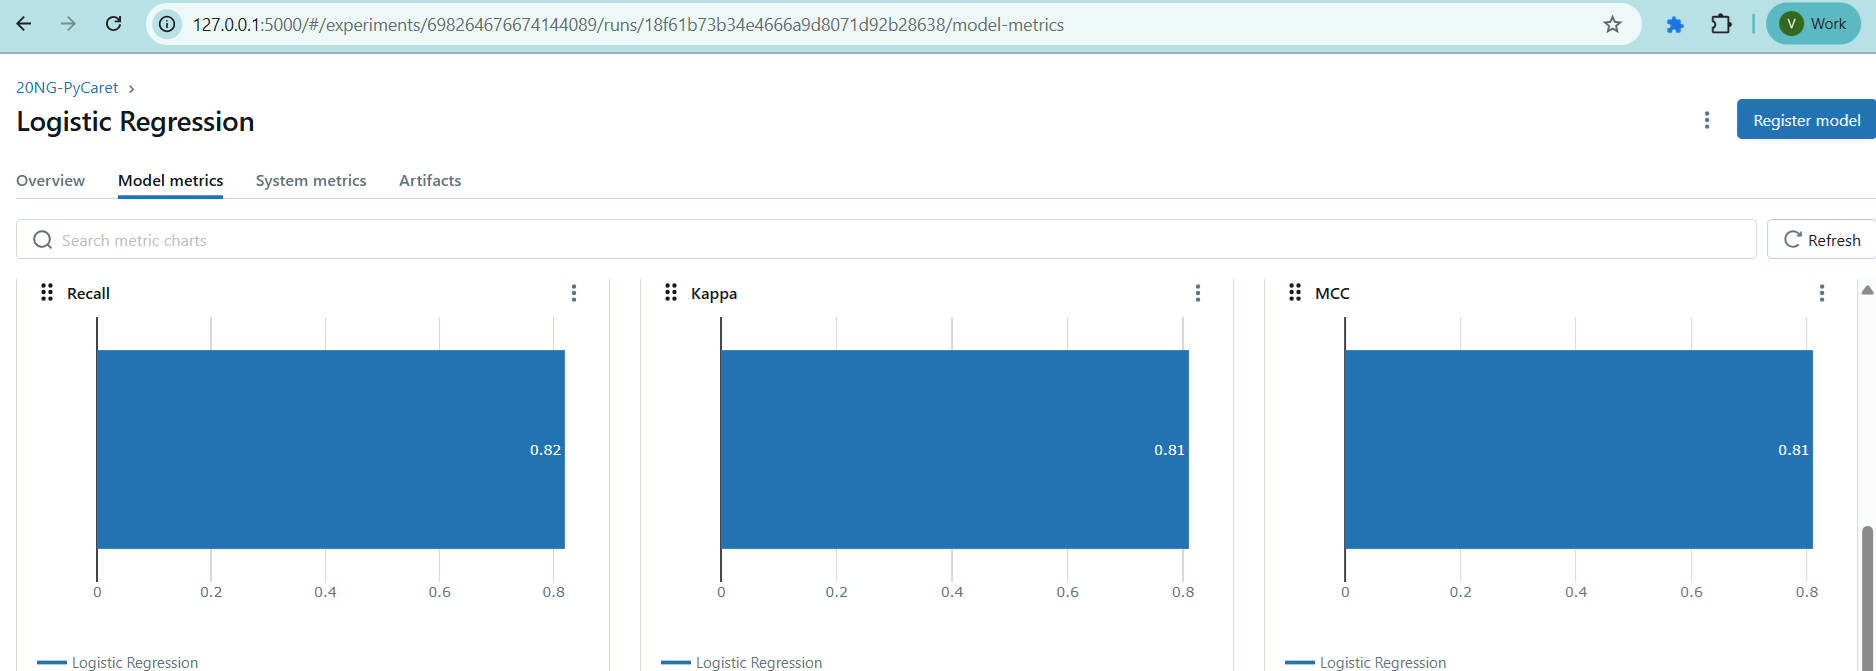 127.0.0.1:5000/#/experiments/698264676674144089/runs/18f61b73b34e4666a9d8071d92b28638/model-metrics
V Work
20NG-PyCaret
Logistic Regression
Register model
Overview Model metrics System metrics Artifacts
Search metric charts
Refresh
Recall
0.82
0 0.2 0.4 0.6 0.8
Logistic Regression
Kappa
0.81
0 0.2 0.4 0.6 0.8
Logistic Regression
MCC
0.81
0 0.2 0.4 0.6 0.8
Logistic Regression